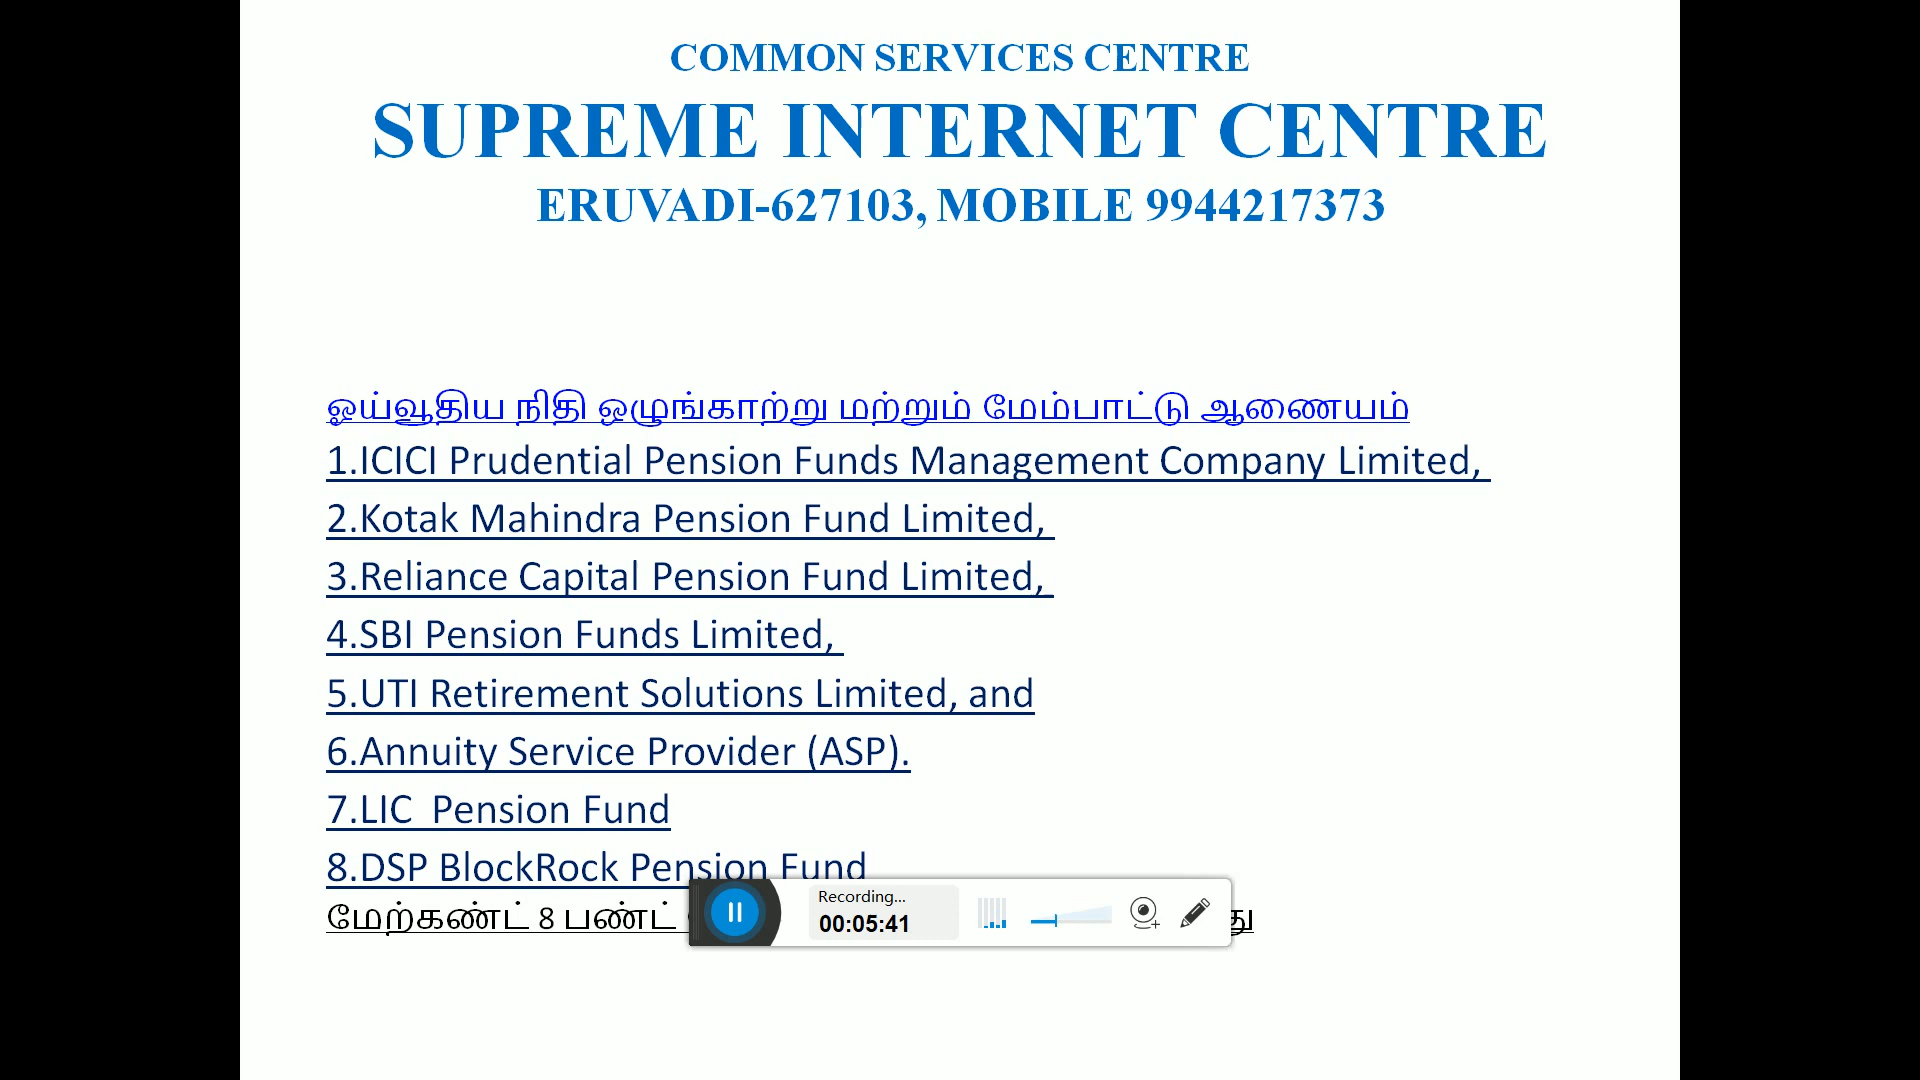 COMMON SERVICES CENTRE
SUPREME INTERNET CENTRE
ERUVADI-627103, MOBILE 9944217373
ஓய்வூதிய நிதி ஒழுங்காற்று மற்றும் மேம்பாட்டு ஆணையம்
1.ICICI Prudential Pension Funds Management Company Limited,
2.Kotak Mahindra Pension Fund Limited,
3.Reliance Capital Pension Fund Limited,
4.SBI Pension Funds Limited,
5.UTI Retirement Solutions Limited, and
6.Annuity Service Provider (ASP).
7.LIC  Pension Fund
8.DSP BlockRock Pension Fund
மேற்கண்ட் 8 பண்ட்
Recording...
00:05:41